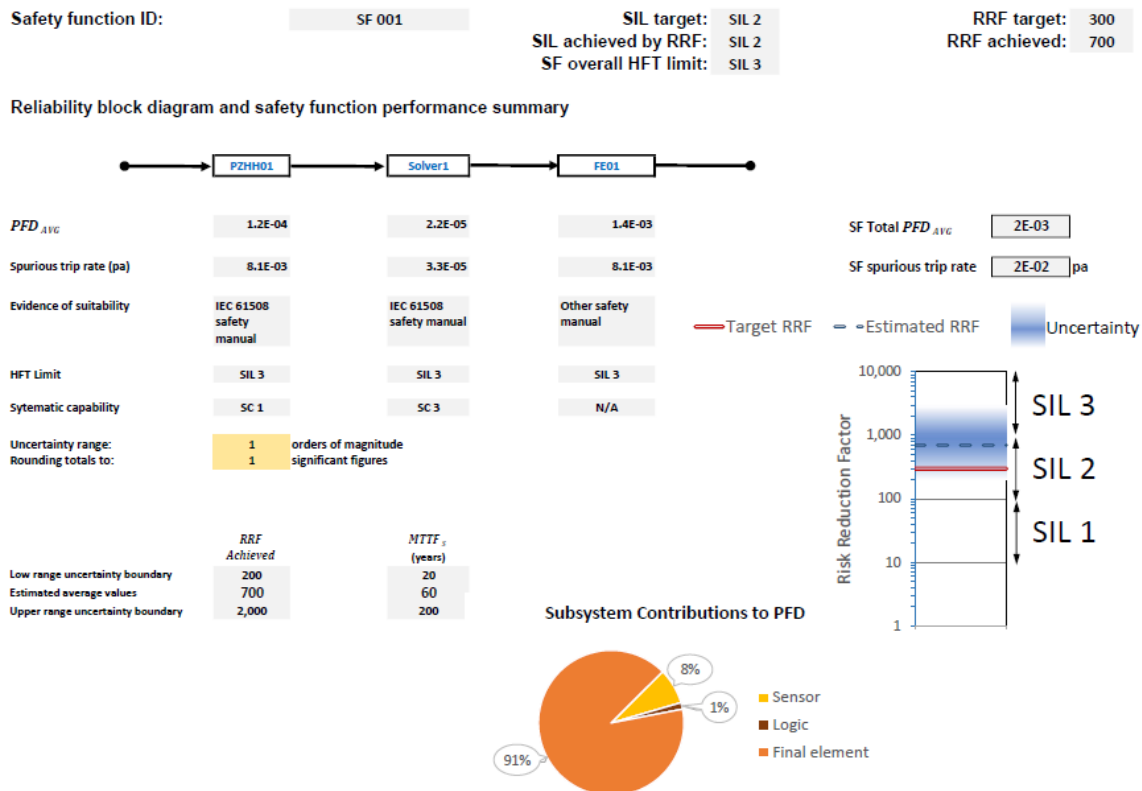 Safety function ID: SF 001 SIL target: SIL 2 RRF target: 300
SIL achieved by RRF: SIL 2 RRF achieved: 700
SF overall HFT limit: SIL 3
Reliability block diagram and safety function performance summary
PZHH01 Solver1 FE01
PFD AVG 1.2E-04 2.2E-05 1.4E-03 SF Total PFD AVG 2E-03
Spurious trip rate (pa) 8.1E-03 3.3E-05 8.1E-03 SF spurious trip rate 2E-02 pa
Evidence of suitability IEC 61508 IEC 61508 Other safety
safety safety manual manual
manual
Target RRF Estimated RRF Uncertainty
HFT Limit SIL 3 SIL 3 SIL 3
Sytematic capability SC 1 SC 3 N/A
Uncertainty range: 1 orders of magnitude
Rounding totals to: 1 significant figures
RRF MTTF s
Achieved (years)
Low range uncertainty boundary 200 20
Estimated average values 700 60
Upper range uncertainty boundary 2,000 200
Risk Reduction Factor
10,000
1,000
100
10
1
SIL 3
SIL 2
SIL 1
Subsystem Contributions to PFD
8%
1%
91%
Sensor
Logic
Final element